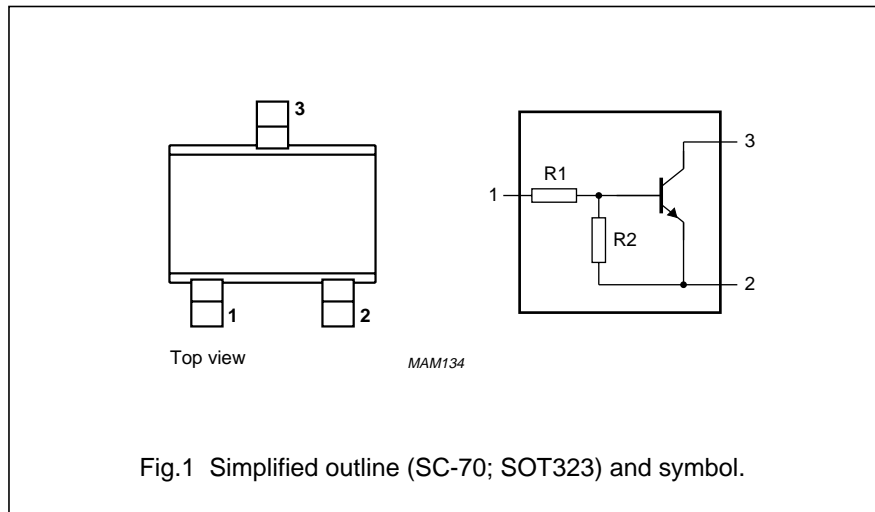 3
1
2
Top view
MAM134
1
R1
R2
3
2
Fig.1 Simplified outline (SC-70; SOT323) and symbol.